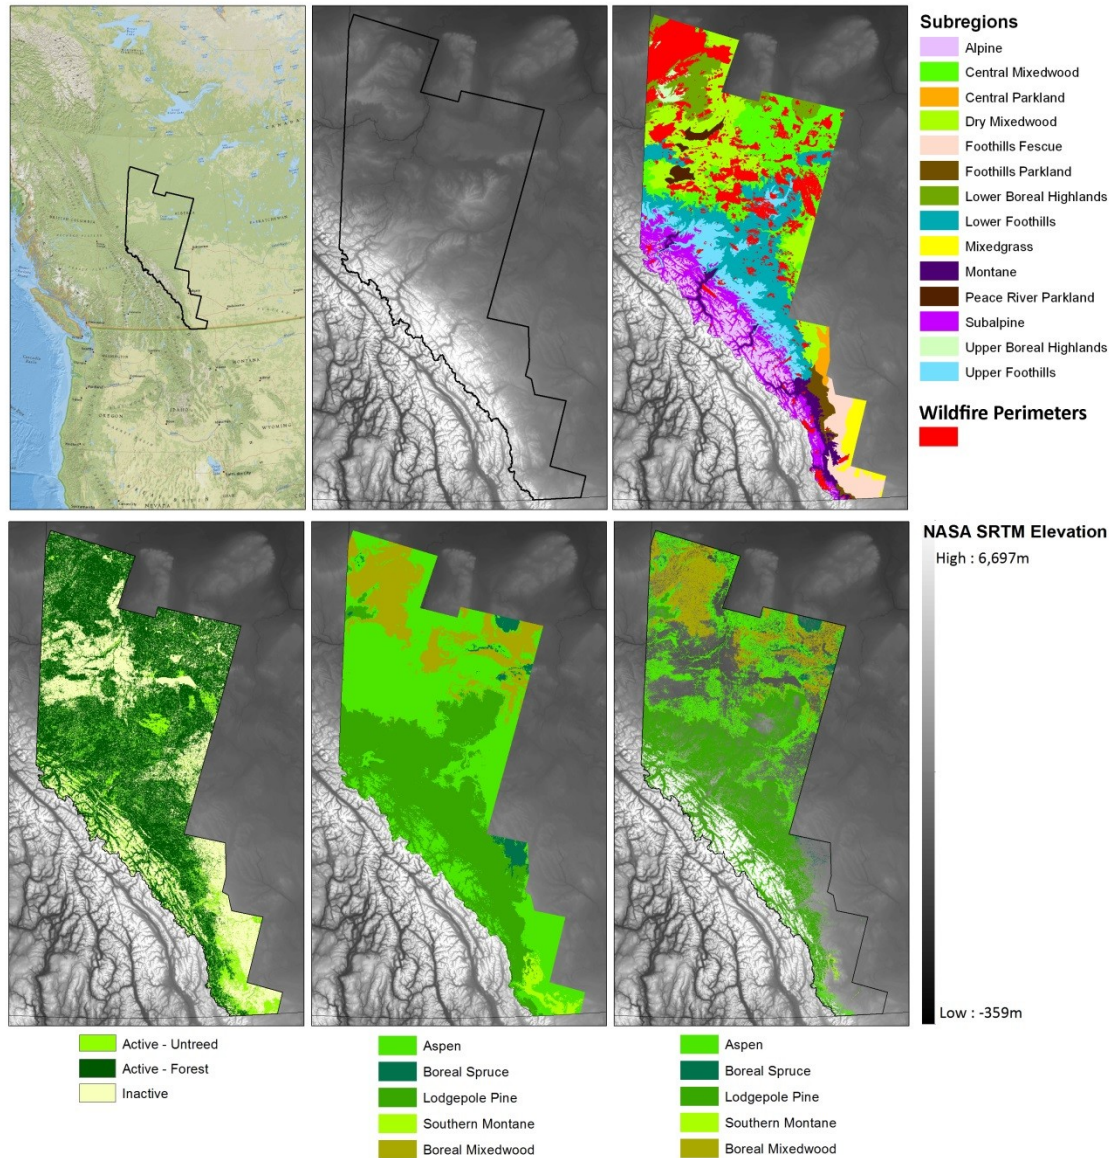 Subregions
Alpine
Central Mixedwood
Central Parkland
Dry Mixedwood
Foothills Fescue
Foothills Parkland
Lower Boreal Highlands
Lower Foothills
Mixedgrass
Montane
Peace River Parkland
Subalpine
Upper Boreal Highlands
Upper Foothills
Wildfire Perimeters
NASA SRTM Elevation
High : 6,697m
Low : -359m
Active - Untreed
Active - Forest
Inactive
Aspen
Boreal Spruce
Lodgepole Pine
Southern Montane
Boreal Mixedwood
Aspen
Boreal Spruce
Lodgepole Pine
Southern Montane
Boreal Mixedwood